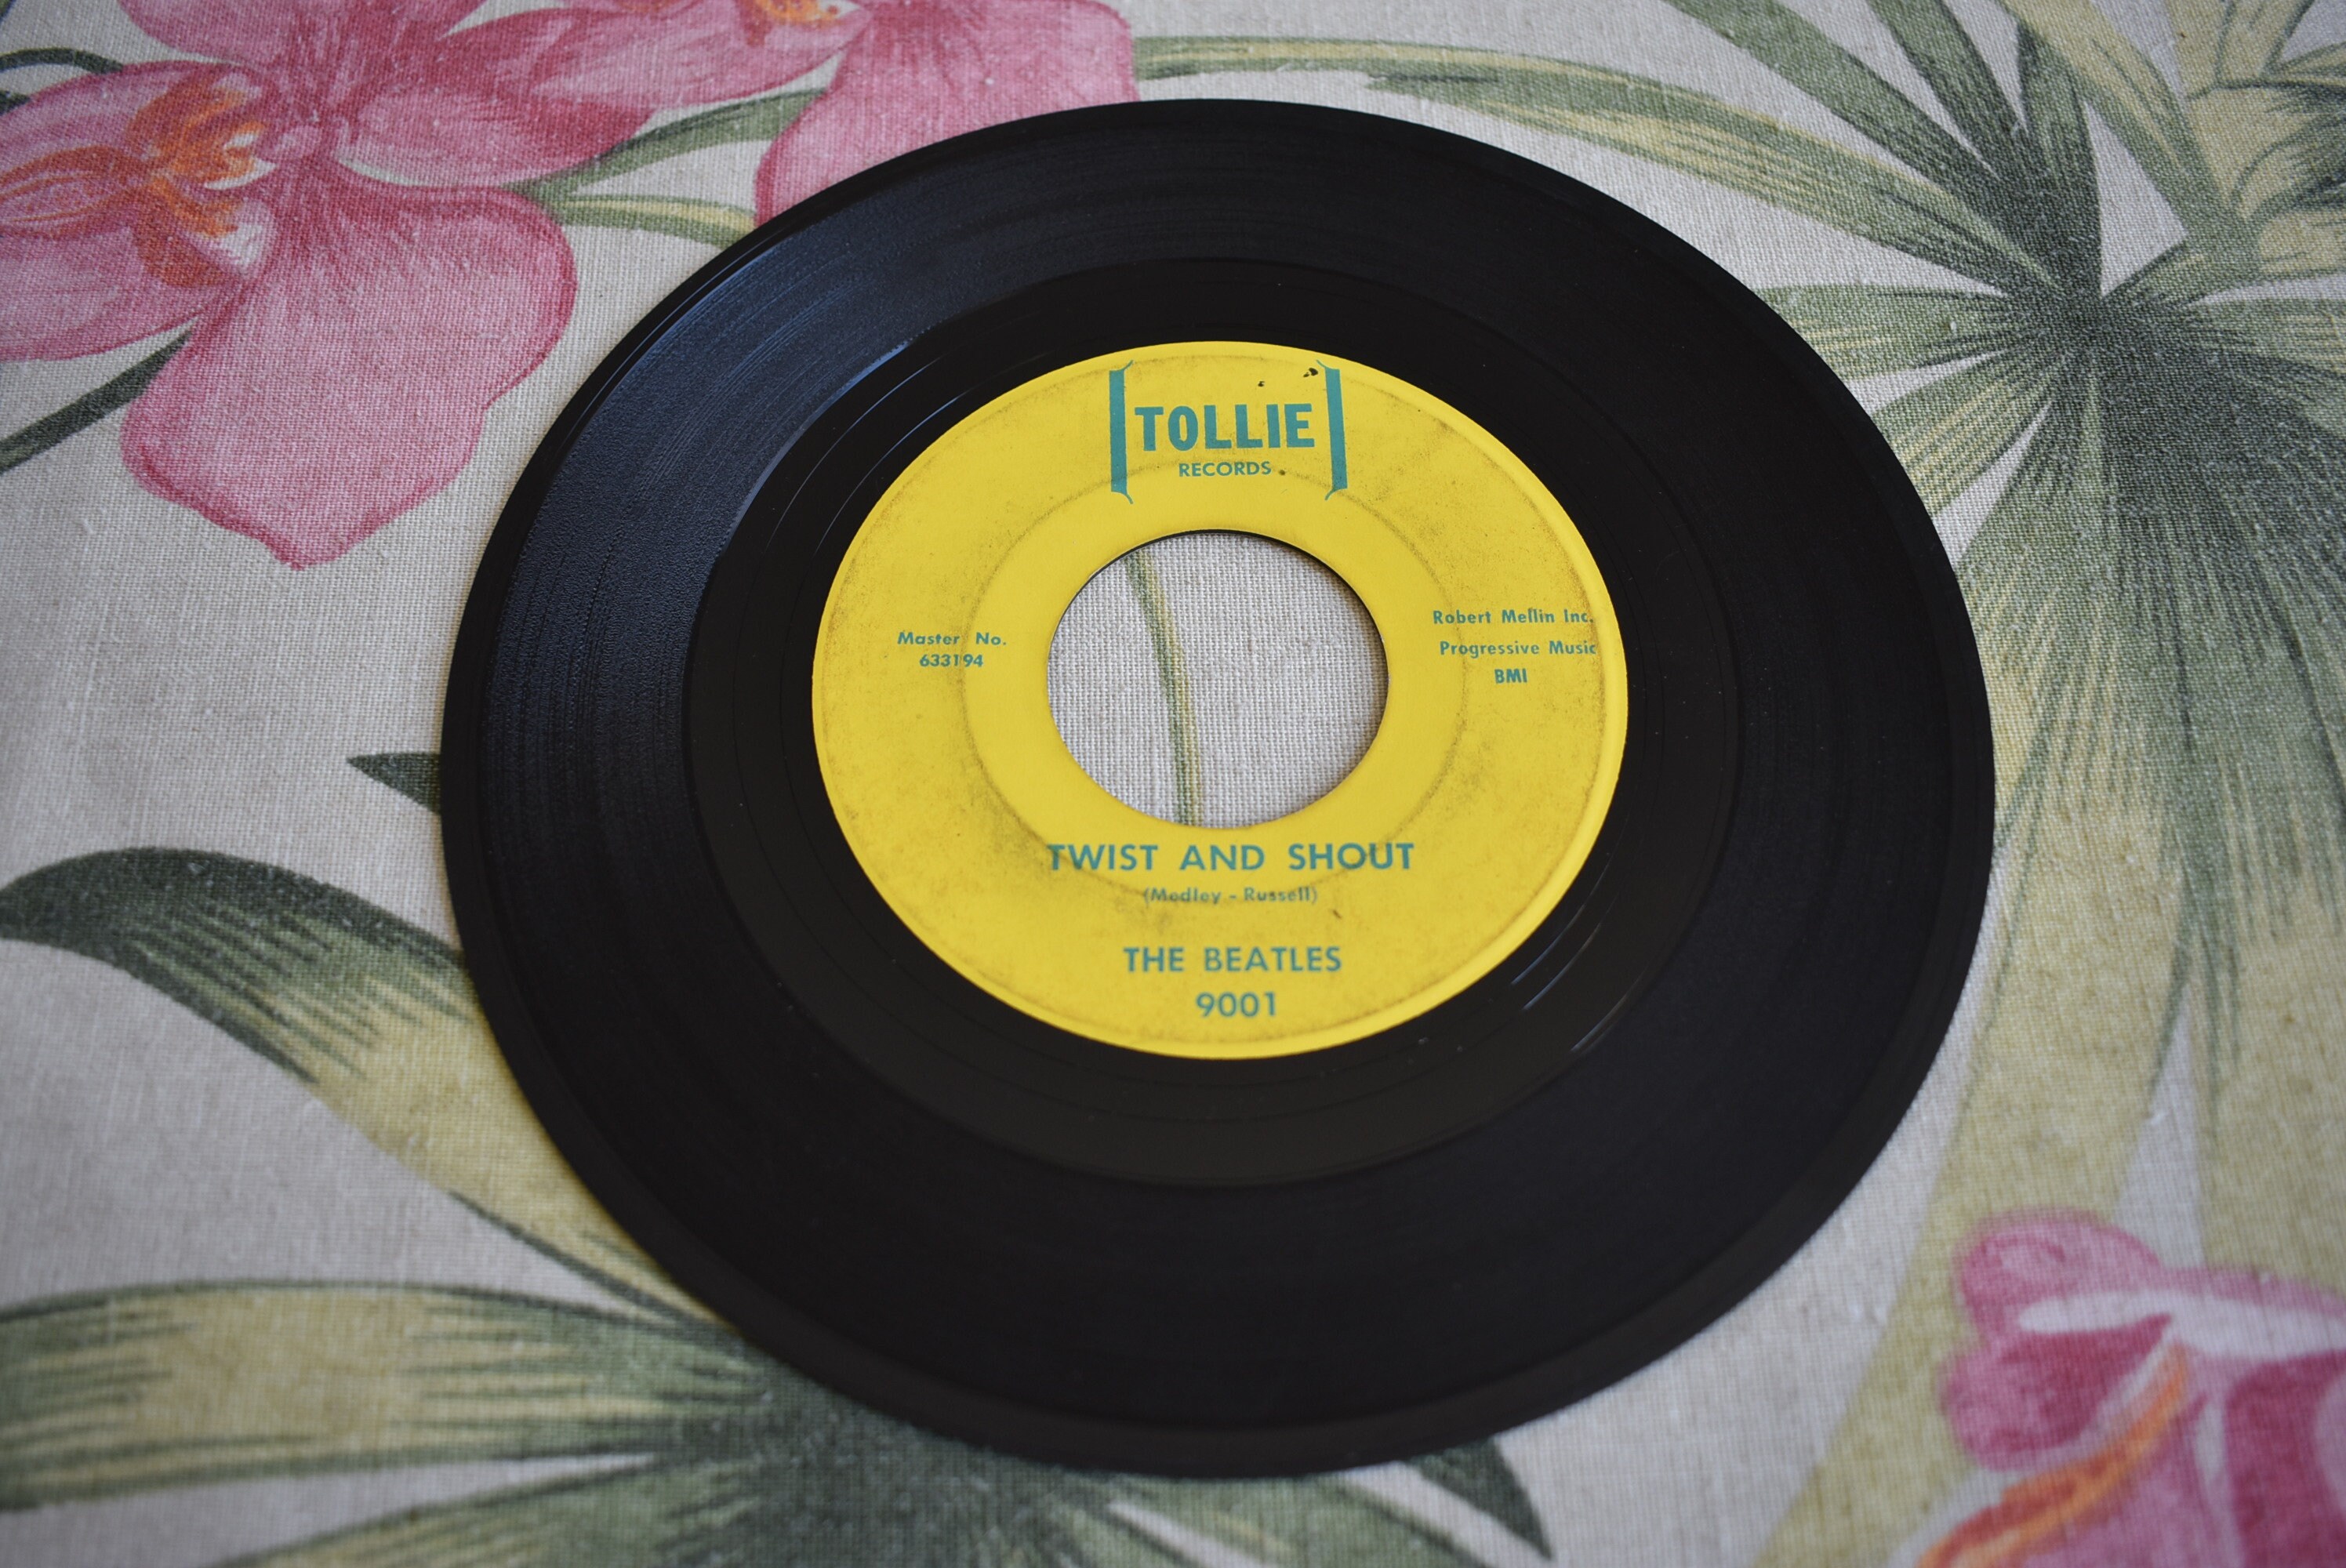 TOLLIE
RECORDS
Master No.
633194
Robert Mellin Inc.
Progressive Music
BMI
TWIST AND SHOUT
(Medley - Russell)
THE BEATLES
9001